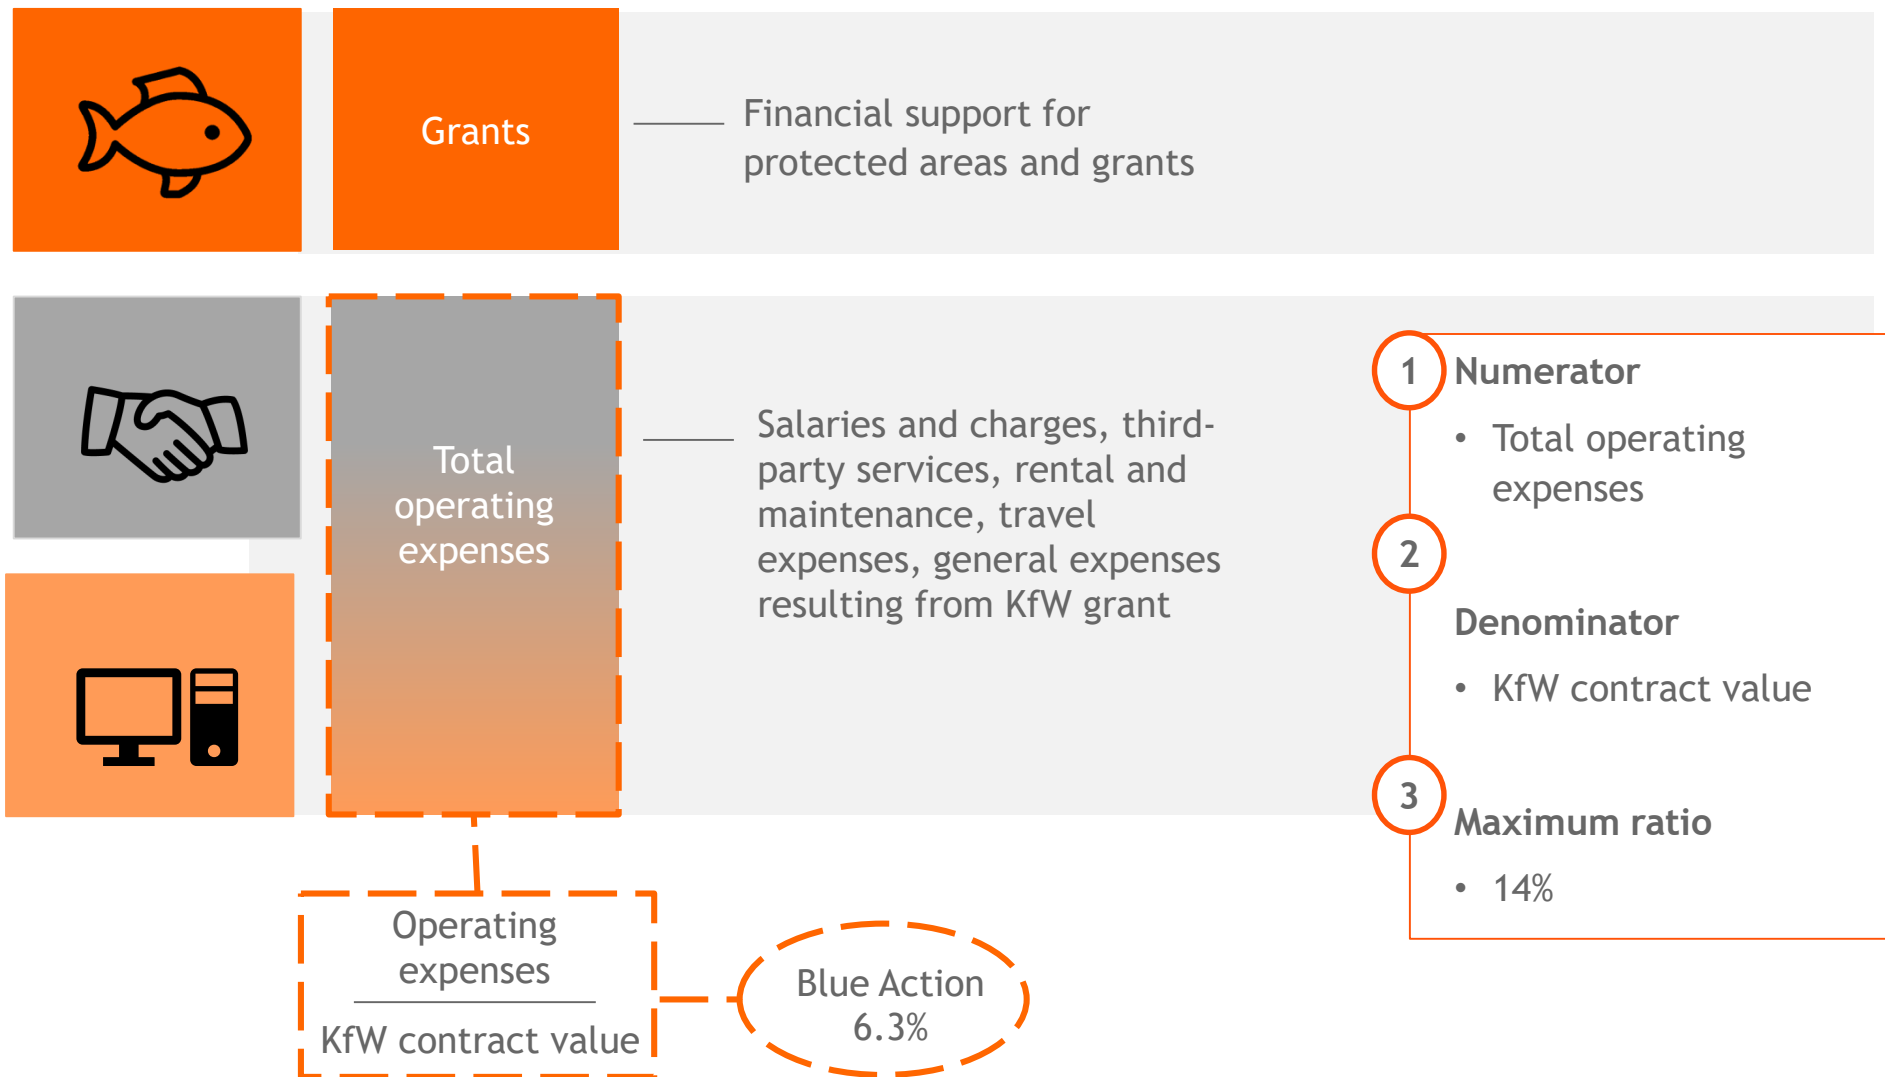 Grants
Financial support for
protected areas and grants
Total
operating
expenses
Salaries and charges, third-
party services, rental and
maintenance, travel
expenses, general expenses
resulting from KfW grant
1
Numerator
• Total operating
expenses
2
Denominator
• KfW contract value
3
Maximum ratio
• 14%
Operating
expenses
KfW contract value
Blue Action
6.3%